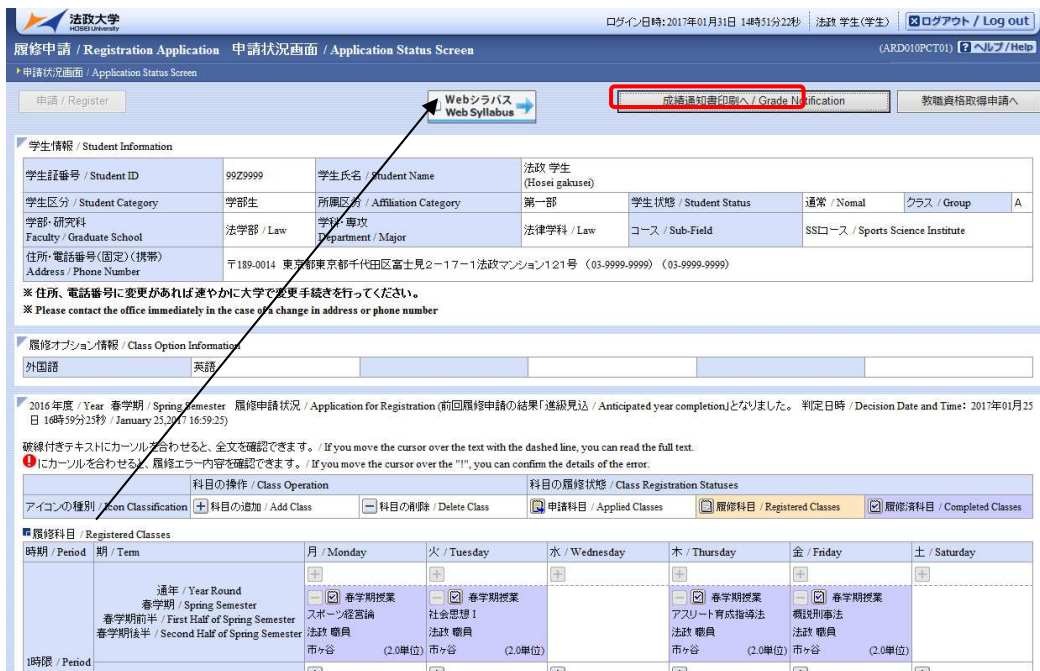 法政大学
HOSEI University
ログイン日時:2017年01月31日 14時51分22秒 法政 学生(学生) ログアウト / Log out
履修申請 / Registration Application 申請状況画面 / Application Status Screen (ARD010PCT01) ? ヘルプ/Help
申請状況画面 / Application Status Screen
申請 / Register Webシラバス 成績通知書印刷へ / Grade Notification 教職資格取得申請へ
Web Syllabus
学生情報 / Student Information
学生証番号 / Student ID 99Z9999 学生氏名 / Student Name 法政 学生
(Hosei gakusei)
学生区分 / Student Category 学部生 所属区分 / Affiliation Category 第一部 学生状態 / Student Status 通常 / Nomal クラス / Group A
学部・研究科 学科・専攻
Faculty / Graduate School 法学部 / Law Department / Major 法律学科 / Law コース / Sub-Field SSIコース / Sports Science Institute
住所・電話番号(固定)(携帯)
Address / Phone Number 〒189-0014 東京都東京都千代田区富士見2-17-1法政マンション121号 (03-9999-9999) (03-9999-9999)
※ 住所、電話番号に変更があれば速やかに大学で変更手続きを行ってください。
※ Please contact the office immediately in the case of a change in address or phone number
履修オプション情報 / Class Option Information
外国語 英語
2016 年度 / Year 春学期 / Spring Semester 履修申請状況 / Application for Registration (前回履修申請の結果「進級見込 / Anticipated year completion」となりました。 判定日時 / Decision Date and Time: 2017年01月25
日 16時59分25秒 / January 25,2017 16:59:25)
破線付きテキストにカーソルを合わせると、全文を確認できます。 / If you move the cursor over the text with the dashed line, you can read the full text.
!にカーソルを合わせると、履修エラー内容を確認できます。 / If you move the cursor over the "!", you can confirm the details of the error.
科目の操作 / Class Operation 科目の履修状態 / Class Registration Statuses
アイコンの種別 / Icon Classification + 科目の追加 / Add Class − 科目の削除 / Delete Class 申請科目 / Applied Classes 履修科目 / Registered Classes 履修済科目 / Completed Classes
履修科目 / Registered Classes
時期 / Period 期 / Term 月 / Monday 火 / Tuesday 水 / Wednesday 木 / Thursday 金 / Friday 土 / Saturday
通年 / Year Round
春学期 / Spring Semester
春学期前半 / First Half of Spring Semester
春学期後半 / Second Half of Spring Semester
春学期授業 春学期授業 春学期授業 春学期授業
スポーツ経営論 社会思想 I アスリート育成指導法 概説刑事法
法政 職員 法政 職員 法政 職員 法政 職員
市ヶ谷 (2.0単位) 市ヶ谷 (2.0単位) 市ヶ谷 (2.0単位) 市ヶ谷 (2.0単位)
1時限 / Period